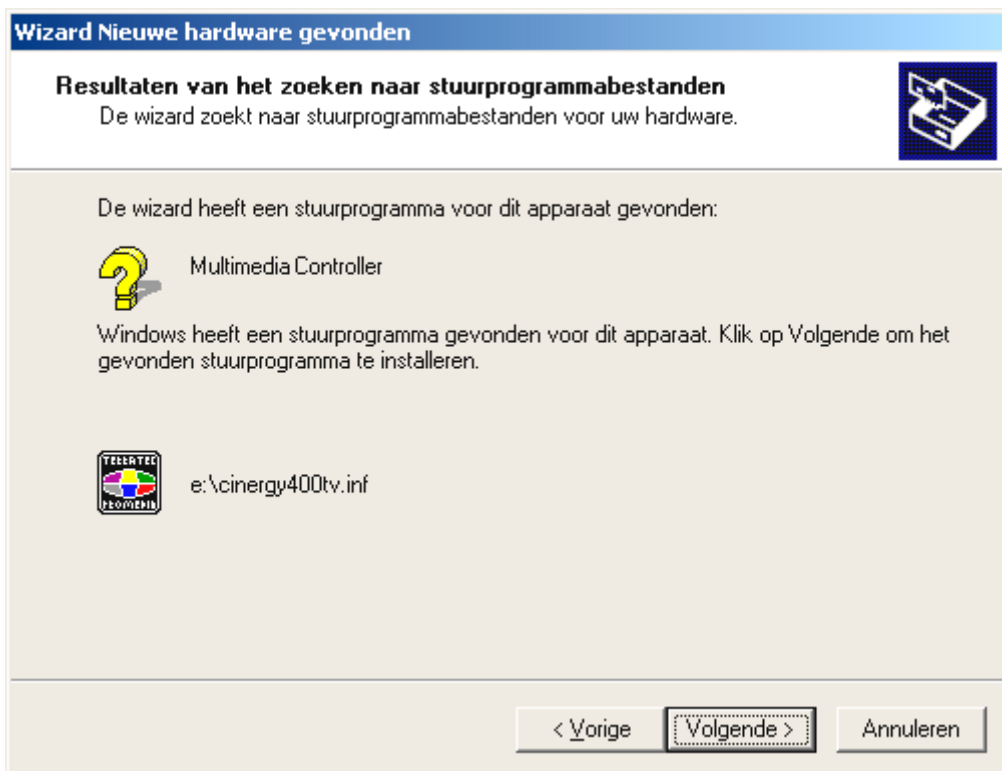 Wizard Nieuwe hardware gevonden
Resultaten van het zoeken naar stuurprogrammabestanden
De wizard zoekt naar stuurprogrammabestanden voor uw hardware.
De wizard heeft een stuurprogramma voor dit apparaat gevonden:
Multimedia Controller
Windows heeft een stuurprogramma gevonden voor dit apparaat. Klik op Volgende om het
gevonden stuurprogramma te installeren.
TERRATEC
PROMEDIA
e:\cinergy400tv.inf
< Vorige
Volgende >
Annuleren